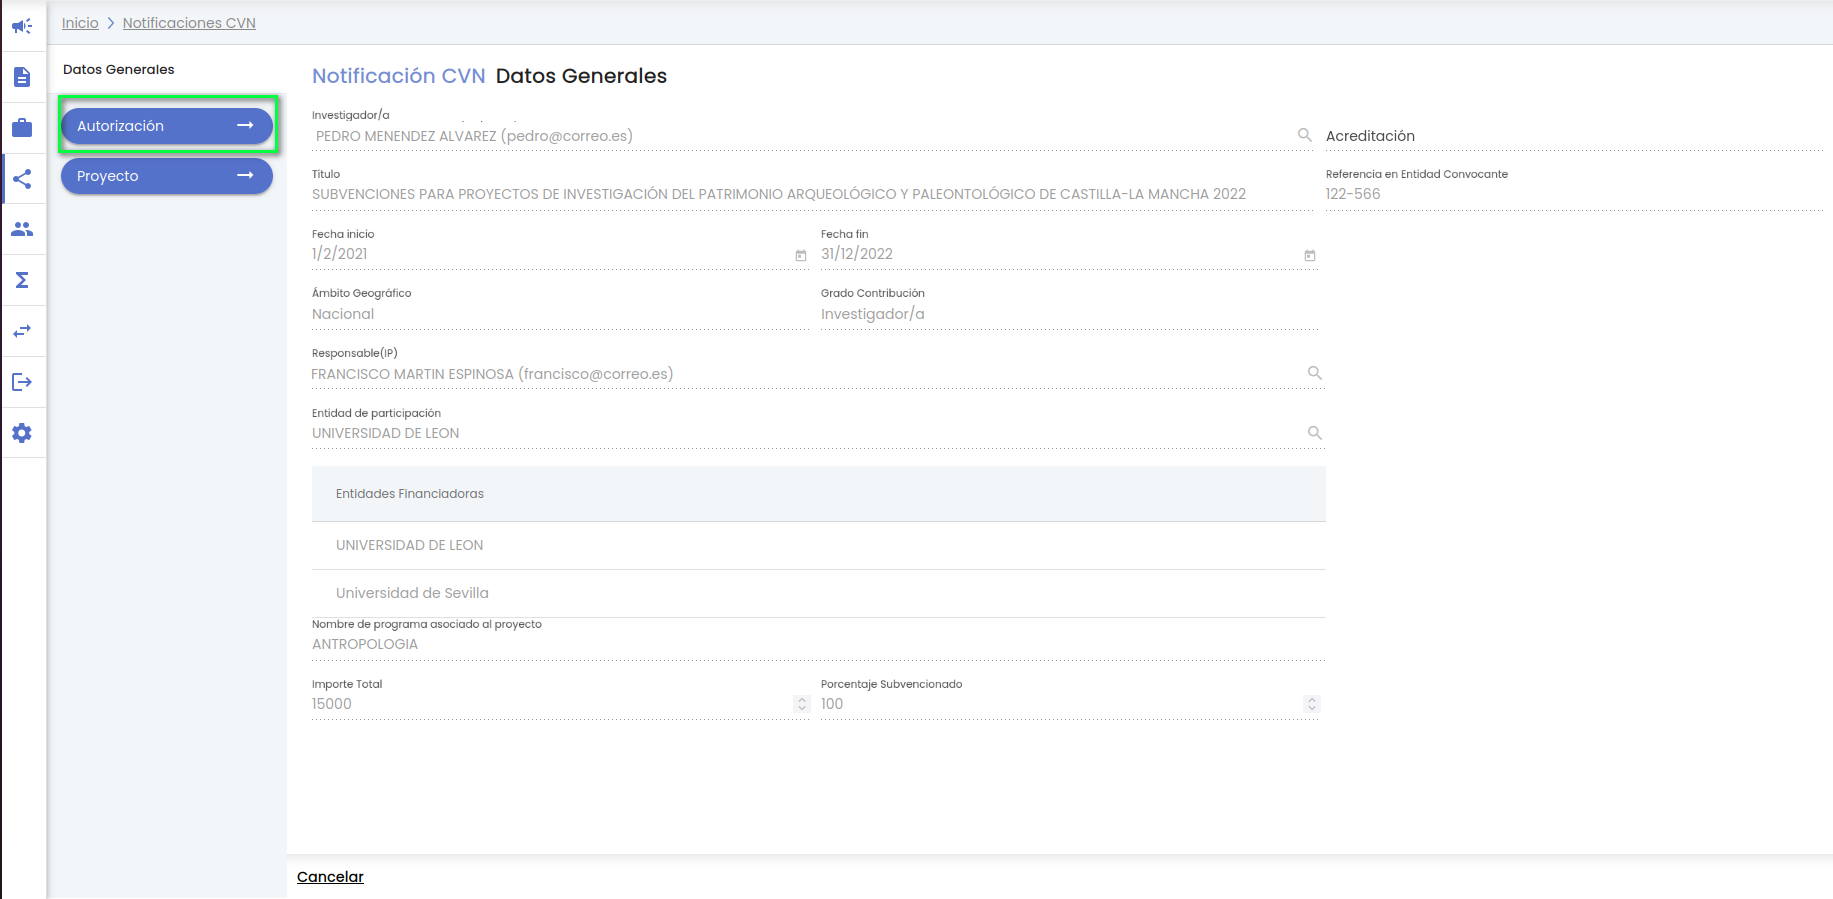 Inicio > Notificaciones CVN
Datos Generales
Autorización
Proyecto
Notificación CVN Datos Generales
Investigador/a
PEDRO MENENDEZ ALVAREZ (pedro@correo.es)
Acreditación
Título
SUBVENCIONES PARA PROYECTOS DE INVESTIGACIÓN DEL PATRIMONIO ARQUEOLÓGICO Y PALEONTOLÓGICO DE CASTILLA-LA MANCHA 2022
Referencia en Entidad Convocante
122-566
Fecha inicio
1/2/2021
Fecha fin
31/12/2022
Ámbito Geográfico
Nacional
Grado Contribución
Investigador/a
Responsable(IP)
FRANCISCO MARTIN ESPINOSA (francisco@correo.es)
Entidad de participación
UNIVERSIDAD DE LEON
Entidades Financiadoras
UNIVERSIDAD DE LEON
Universidad de Sevilla
Nombre de programa asociado al proyecto
ANTROPOLOGIA
Importe Total
15000
Porcentaje Subvencionado
100
Cancelar